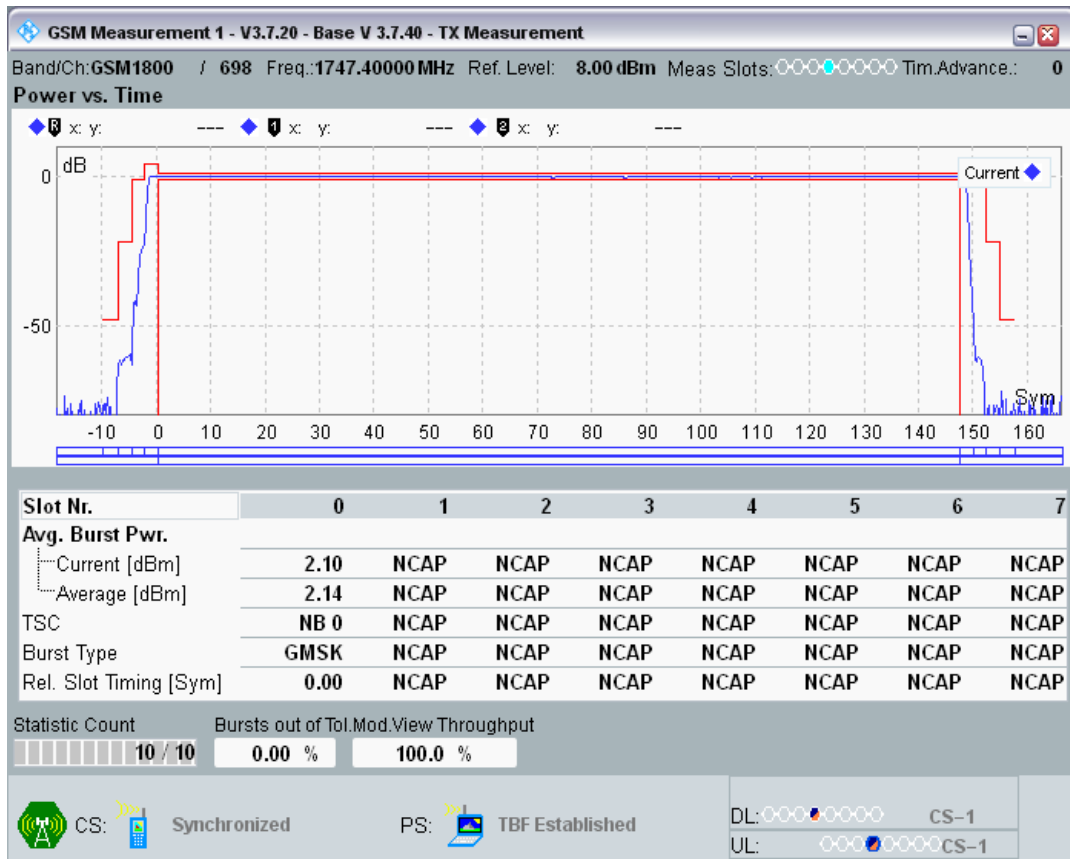 GSM Measurement 1 - V3.7.20 - Base V 3.7.40 - TX Measurement
Band/Ch:GSM1800 / 698 Freq.:1747.40000 MHz Ref. Level: 8.00 dBm Meas Slots: Tim.Advance.: 0
Power vs. Time
R x: y: --- 1 x: y: --- 2 x: y: ---
dB
0
Current
-50
Sym
-10 0 10 20 30 40 50 60 70 80 90 100 110 120 130 140 150 160
Slot Nr. 0 1 2 3 4 5 6 7
Avg. Burst Pwr.
Current [dBm] 2.10 NCAP NCAP NCAP NCAP NCAP NCAP NCAP
Average [dBm] 2.14 NCAP NCAP NCAP NCAP NCAP NCAP NCAP
TSC NB 0 NCAP NCAP NCAP NCAP NCAP NCAP NCAP
Burst Type GMSK NCAP NCAP NCAP NCAP NCAP NCAP NCAP
Rel. Slot Timing [Sym] 0.00 NCAP NCAP NCAP NCAP NCAP NCAP NCAP
Statistic Count Bursts out of Tol. Mod.View Throughput
10 / 10 0.00 % 100.0 %
CS: Synchronized PS: TBF Established DL: CS-1
UL: CS-1